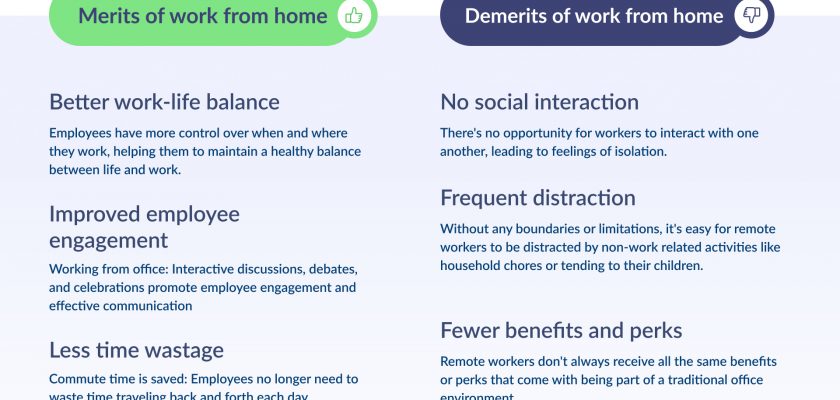 Merits of work from home
Better work-life balance
Employees have more control over when and where
they work, helping them to maintain a healthy balance
between life and work.
Improved employee
engagement
Working from office: Interactive discussions, debates,
and celebrations promote employee engagement and
effective communication
Less time wastage
Commute time is saved: Employees no longer need to
waste time traveling back and forth each day
Demerits of work from home
No social interaction
There's no opportunity for workers to interact with one
another, leading to feelings of isolation.
Frequent distraction
Without any boundaries or limitations, it's easy for remote
workers to be distracted by non-work related activities like
household chores or tending to their children.
Fewer benefits and perks
Remote workers don't always receive all the same benefits
or perks that come with being part of a traditional office
environment